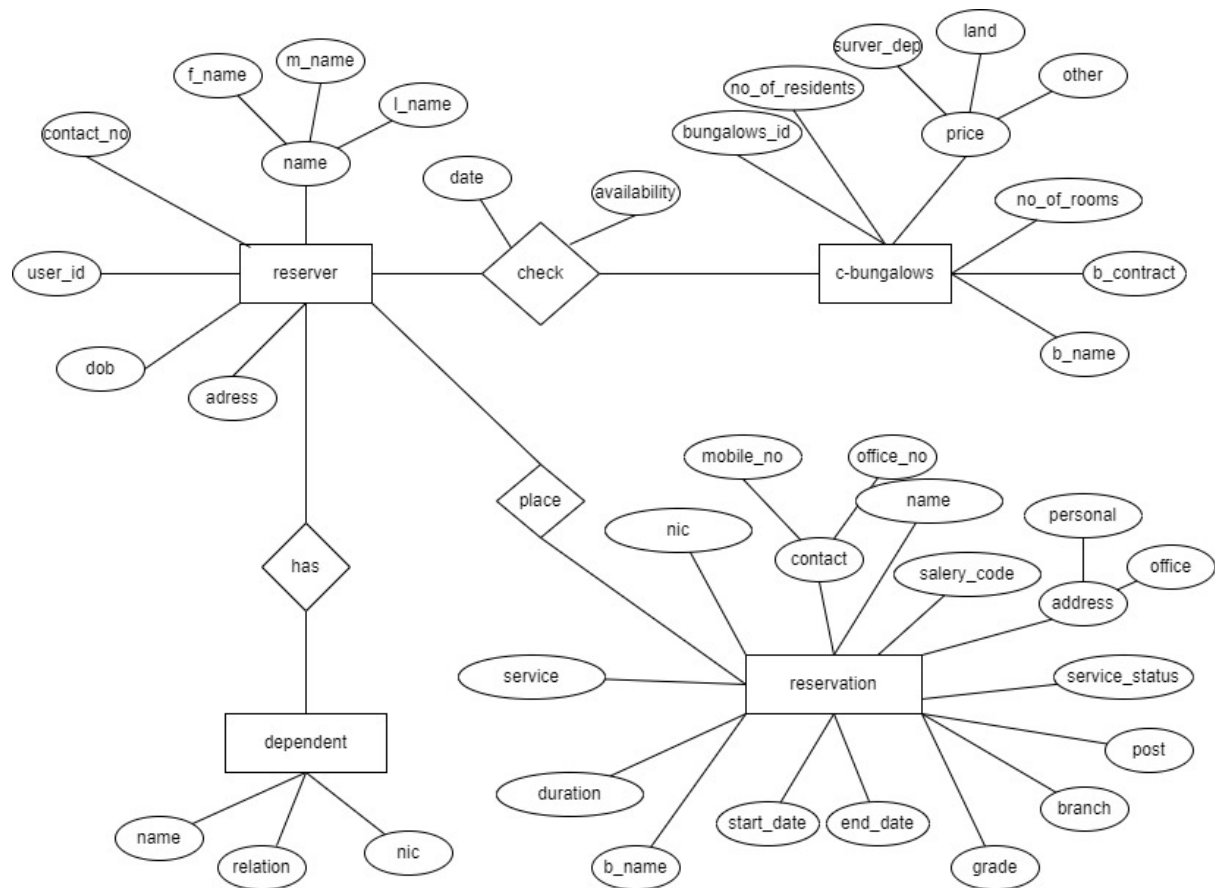 surver_dep
land
m_name
f_name
no_of_residents
other
l_name
contact_no
bungalows_id
price
name
date
availability
no_of_rooms
user_id
reserver
check
c-bungalows
b_contract
b_name
dob
adress
mobile_no
office_no
place
name
personal
nic
contact
office
has
salery_code
address
service
reservation
service_status
dependent
post
duration
branch
start_date
end_date
name
nic
relation
b_name
grade